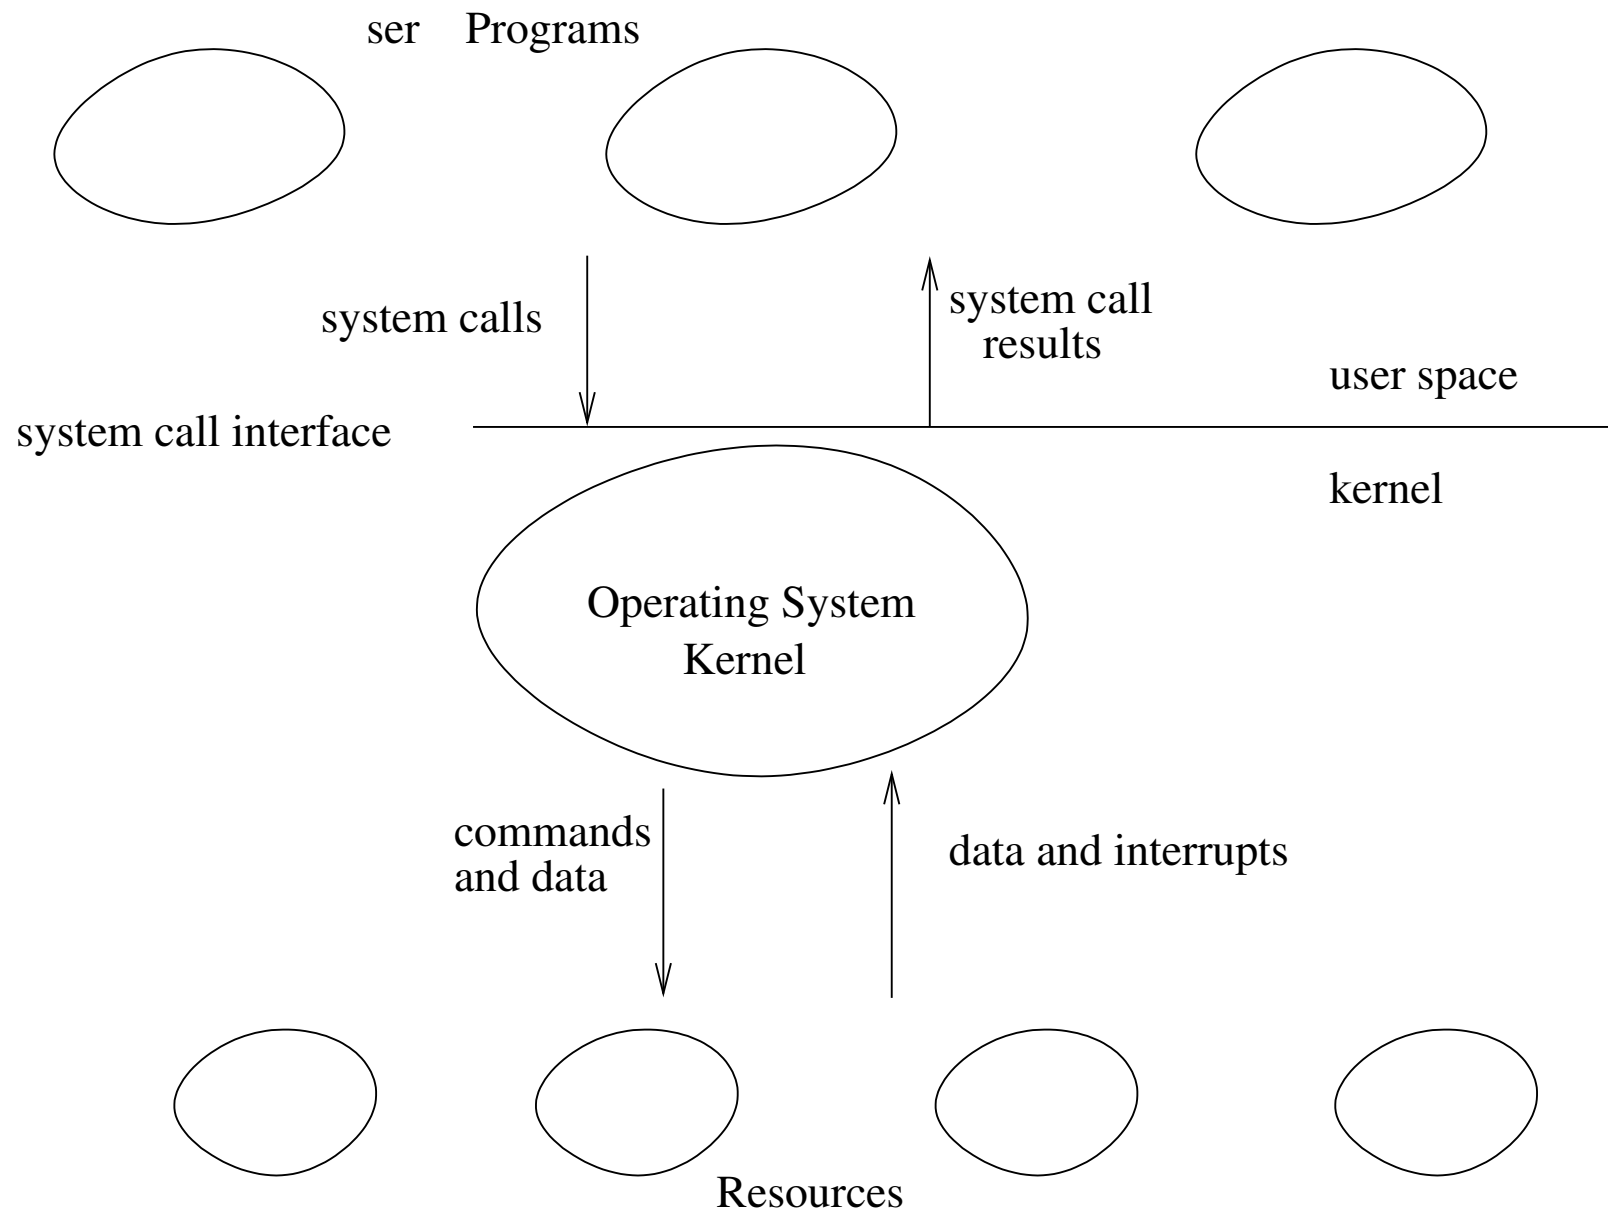 ser Programs
system calls
system call
results
user space
system call interface
kernel
Operating System
Kernel
commands
and data
data and interrupts
Resources